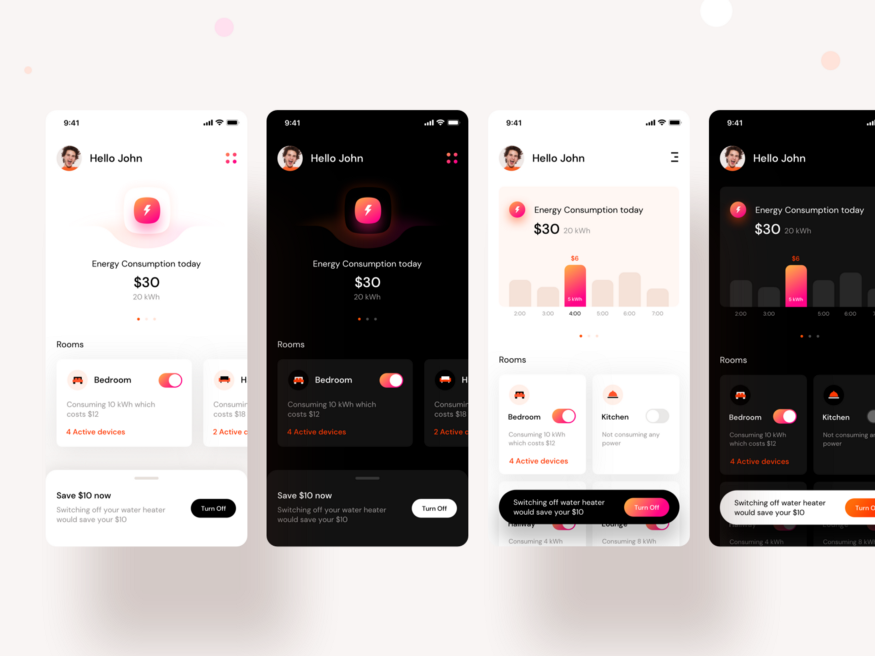 9:41
Hello John
Energy Consumption today
$30
20 kWh
Rooms
Bedroom
Consuming 10 kWh which
costs $12
4 Active devices
H
Consumin
costs $18
2 Active c
Save $10 now
Switching off your water heater
would save your $10
Turn Off
9:41
Hello John
Energy Consumption today
$30
20 kWh
Rooms
Bedroom
Consuming 10 kWh which
costs $12
4 Active devices
H
Consumin
costs $18
2 Active c
Save $10 now
Switching off your water heater
would save your $10
Turn Off
9:41
Hello John
Energy Consumption today
$30 20 kWh
$6
5 kWh
2:00 3:00 4:00 5:00 6:00 7:00
Rooms
Bedroom
Consuming 10 kWh
which costs $12
4 Active devices
Kitchen
Not consuming any
power
Switching off water heater
would save your $10
Turn Off
Hallway
Lounge
Consuming 4 kWh
Consuming 8 kWh
9:41
Hello John
Energy Consumption today
$30 20 kWh
$6
5 kWh
2:00 3:00 5:00 6:00
Rooms
Bedroom
Consuming 10 kWh
which costs $12
4 Active devices
Kitchen
Not consuming a
power
Switching off water heater
would save your $10
Turn O
Consuming 4 kWh
Consuming 8 kW